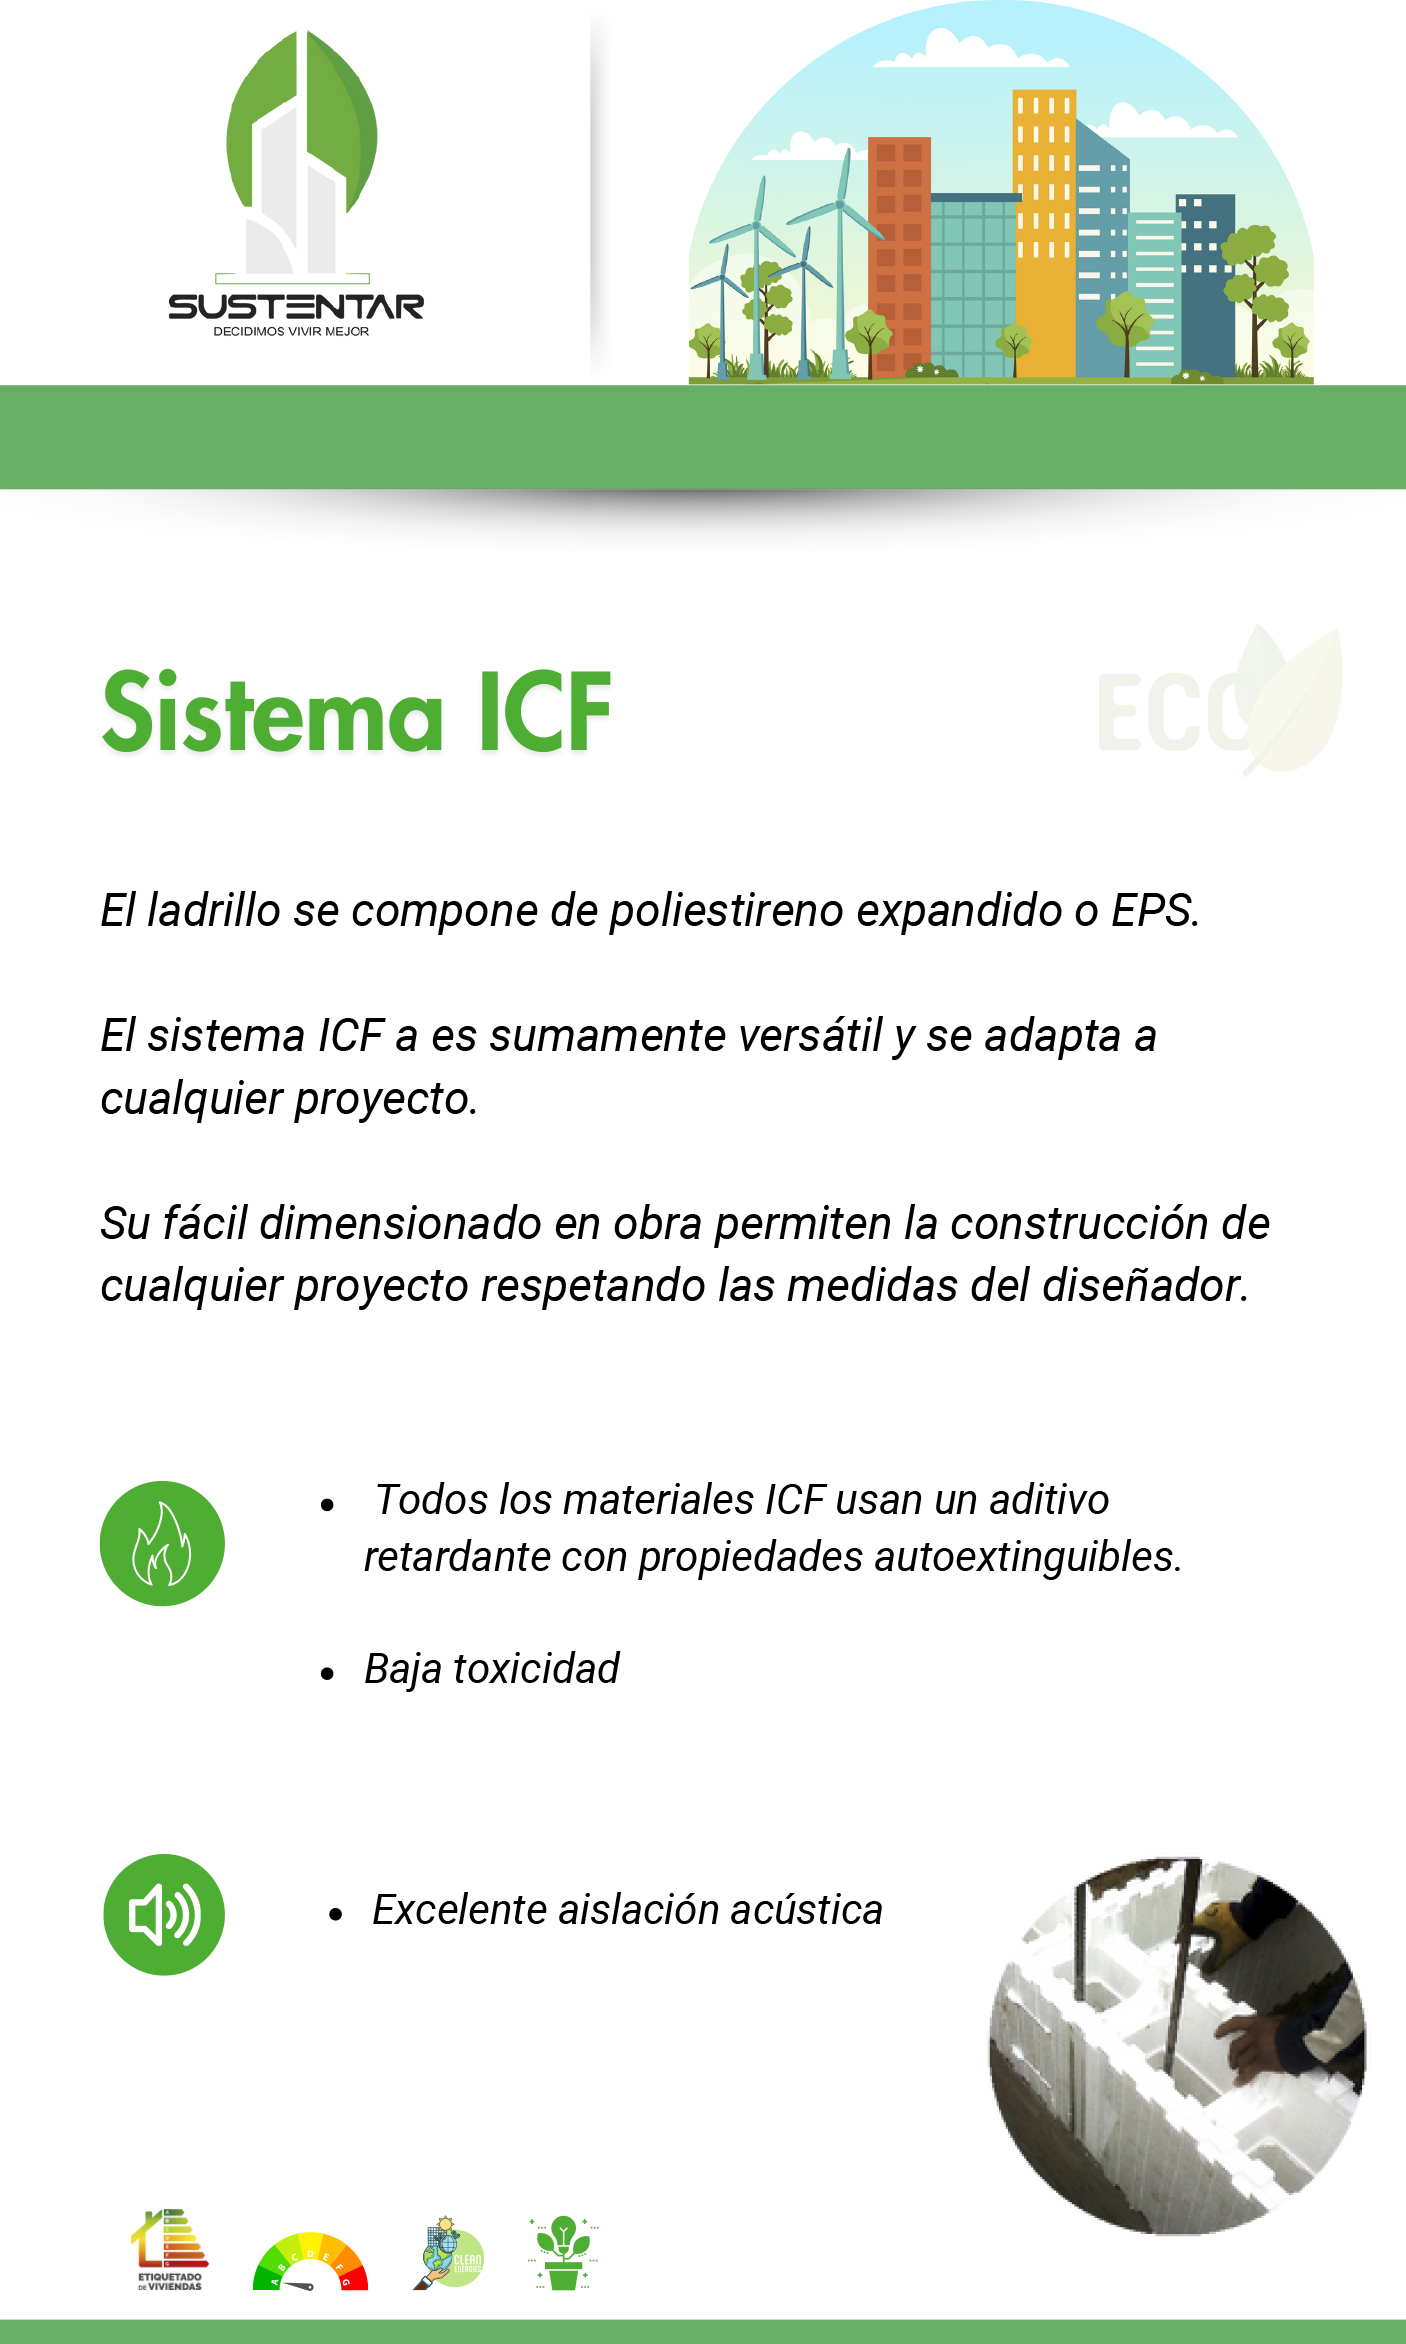 SUSTENTAR
DECIDIMOS VIVIR MEJOR
Sistema ICF
ECO
El ladrillo se compone de poliestireno expandido o EPS.
El sistema ICF a es sumamente versátil y se adapta a
cualquier proyecto.
Su fácil dimensionado en obra permiten la construcción de
cualquier proyecto respetando las medidas del diseñador.
Todos los materiales ICF usan un aditivo
retardante con propiedades autoextinguibles.
Baja toxicidad
Excelente aislación acústica
ETIQUETADO
DE VIVIENDAS
A B C D E F G
CLEAN
ENERGIES